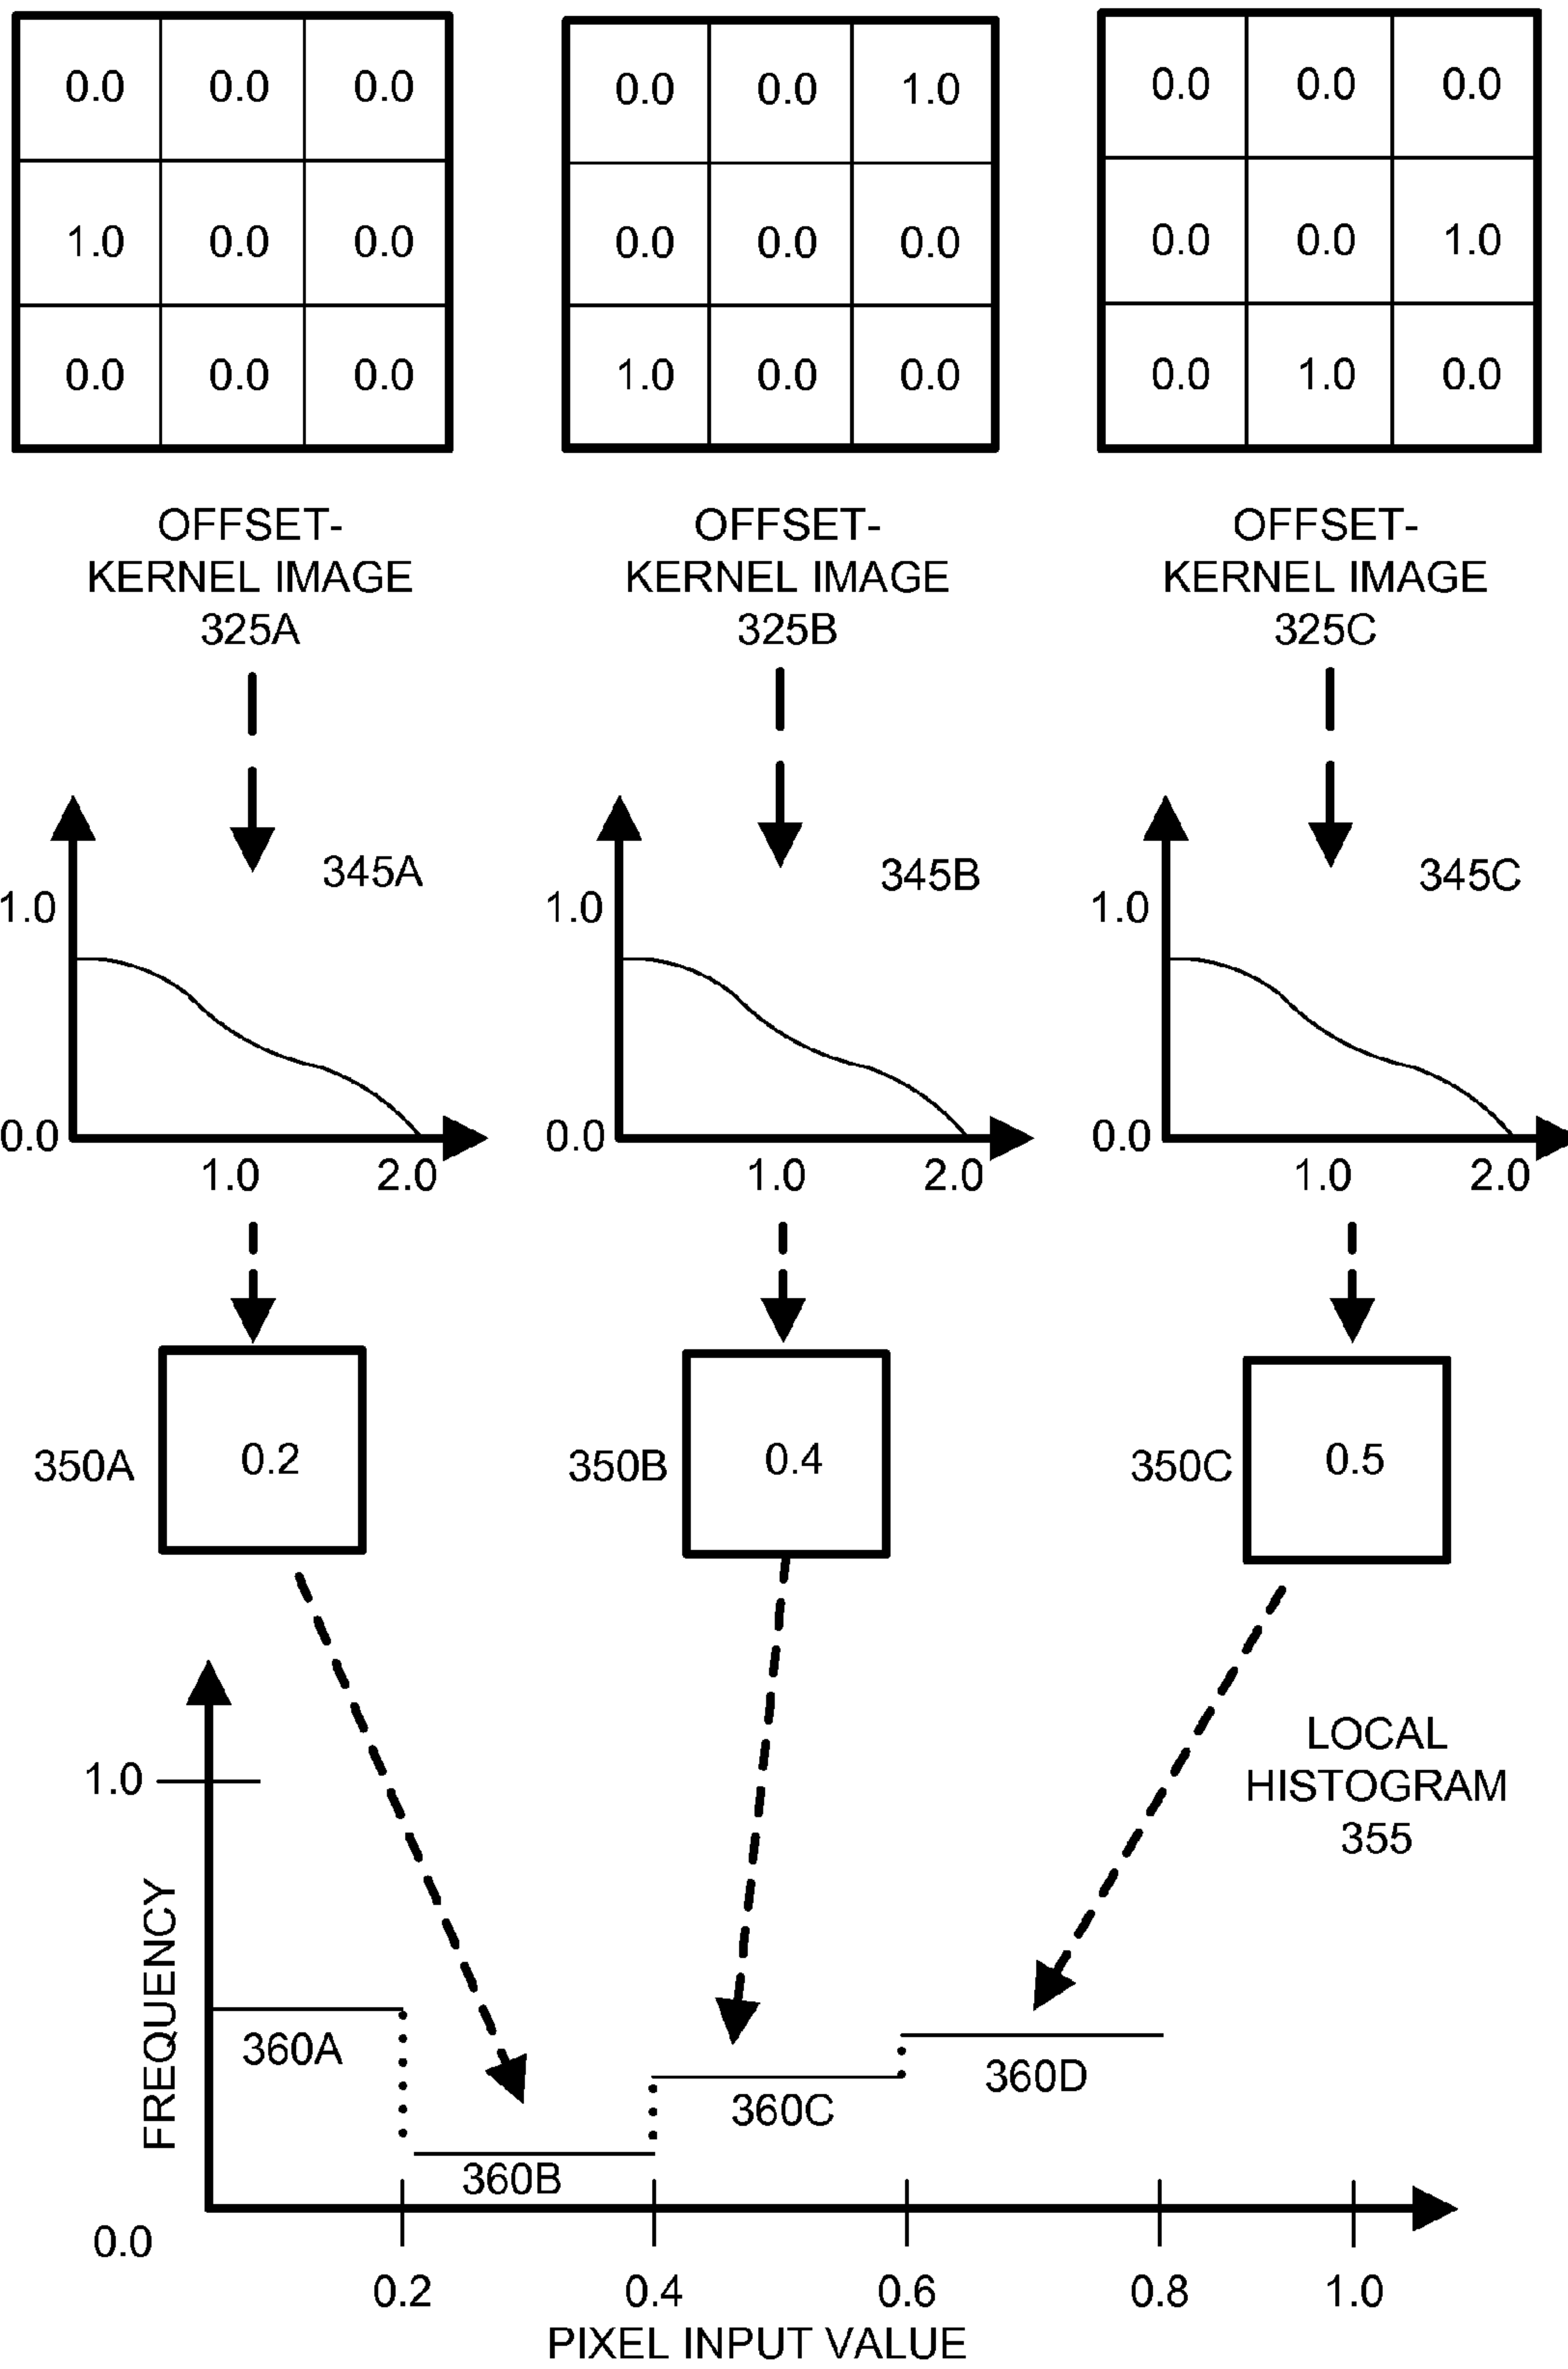 0.0 0.0 0.0 0.0 0.0 1.0 0.0 0.0 0.0
1.0 0.0 0.0 0.0 0.0 0.0 0.0 0.0 1.0
0.0 0.0 0.0 1.0 0.0 0.0 0.0 1.0 0.0
OFFSET-
KERNEL IMAGE
325A
OFFSET-
KERNEL IMAGE
325B
OFFSET-
KERNEL IMAGE
325C
345A
1.0
0.0
1.0 2.0
345B
1.0
0.0
1.0 2.0
345C
1.0
0.0
1.0 2.0
350A 0.2
350B 0.4
350C 0.5
LOCAL
HISTOGRAM
355
1.0
FREQUENCY
360A
360B
360C
360D
0.0
0.2 0.4 0.6 0.8 1.0
PIXEL INPUT VALUE